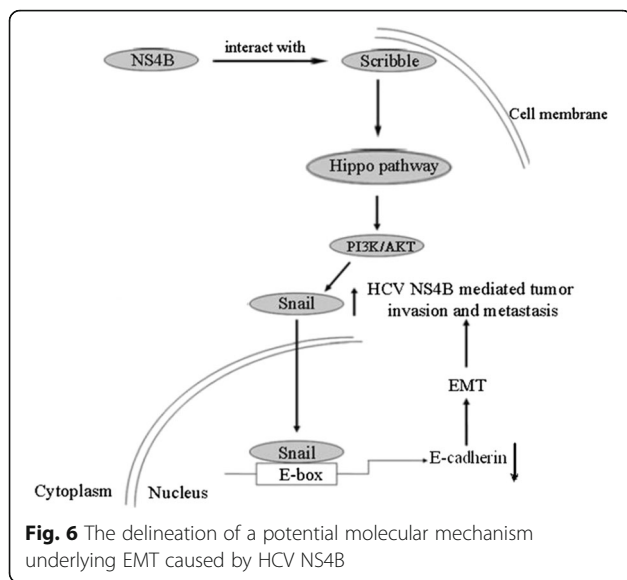 interact with
NS4B
Scribble
Cell membrane
Hippo pathway
PI3K/AKT
Snail
HCV NS4B mediated tumor
invasion and metastasis
EMT
Snail
E-box
E-cadherin
Cytoplasm
Nucleus
Fig. 6 The delineation of a potential molecular mechanism
underlying EMT caused by HCV NS4B